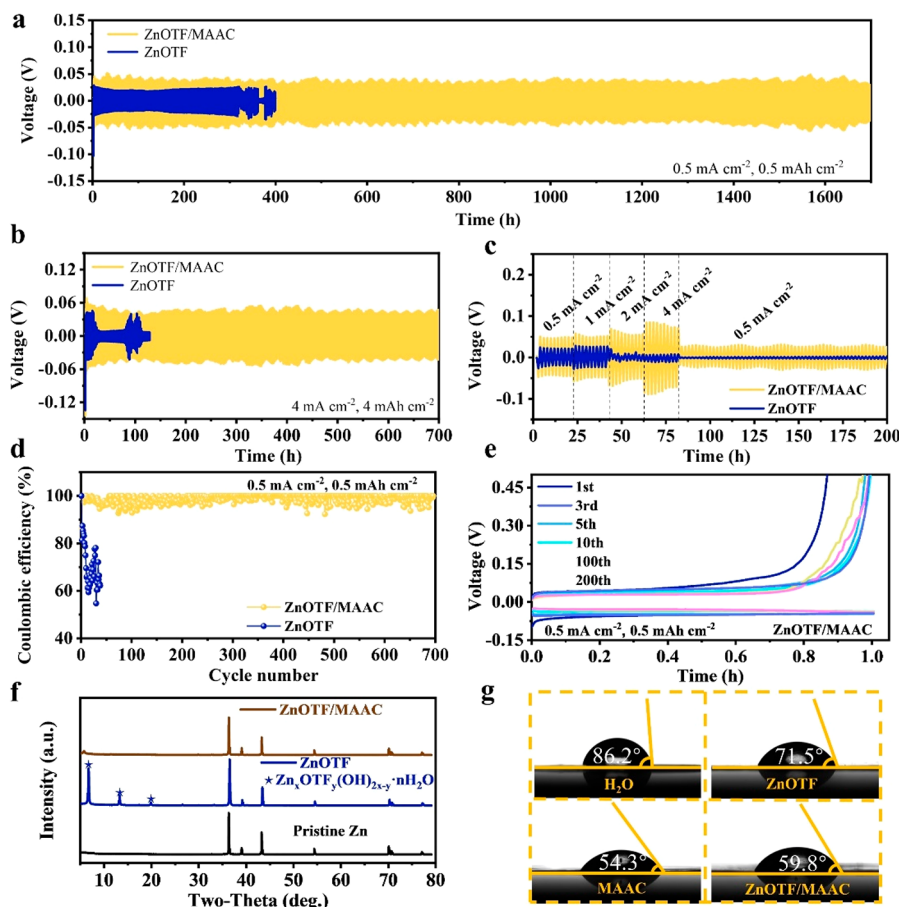 a
ZnOTF/MAAC
ZnOTF
0.15
0.10
0.05
0.00
-0.05
-0.10
-0.15
Voltage (V)
0.5 mA cm⁻², 0.5 mAh cm⁻²
0 200 400 600 800 1000 1200 1400 1600
Time (h)
b
ZnOTF/MAAC
ZnOTF
0.12
0.06
0.00
-0.06
-0.12
Voltage (V)
4 mA cm⁻², 4 mAh cm⁻²
0 100 200 300 400 500 600 700
Time (h)
c
0.2
0.1
0.0
-0.1
Voltage (V)
0.5 mA cm⁻²
1 mA cm⁻²
2 mA cm⁻²
4 mA cm⁻²
0.5 mA cm⁻²
ZnOTF/MAAC
ZnOTF
0 25 50 75 100 125 150 175 200
Time (h)
d
0.5 mA cm⁻², 0.5 mAh cm⁻²
100
80
60
40
Coulombic efficiency (%)
ZnOTF/MAAC
ZnOTF
0 100 200 300 400 500 600 700
Cycle number
e
0.45
0.30
0.15
0.00
-0.15
Voltage (V)
1st
3rd
5th
10th
100th
200th
0.5 mA cm⁻², 0.5 mAh cm⁻²
ZnOTF/MAAC
0.0 0.2 0.4 0.6 0.8 1.0
Time (h)
f
Intensity (a.u.)
ZnOTF/MAAC
ZnOTF
ZnₓOTFᵧ(OH)₂ₓ₋ᵧ·nH₂O
Pristine Zn
10 20 30 40 50 60 70 80
Two-Theta (deg.)
g
86.2°
H₂O
71.5°
ZnOTF
54.3°
MAAC
59.8°
ZnOTF/MAAC